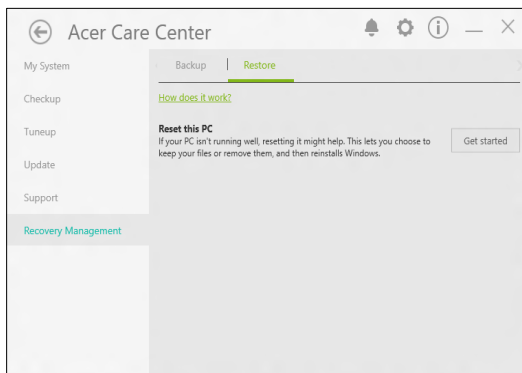 Acer Care Center
My System
Checkup
Tuneup
Update
Support
Recovery Management
Backup
Restore
How does it work?
Reset this PC
If your PC isn't running well, resetting it might help. This lets you choose to
keep your files or remove them, and then reinstalls Windows.
Get started